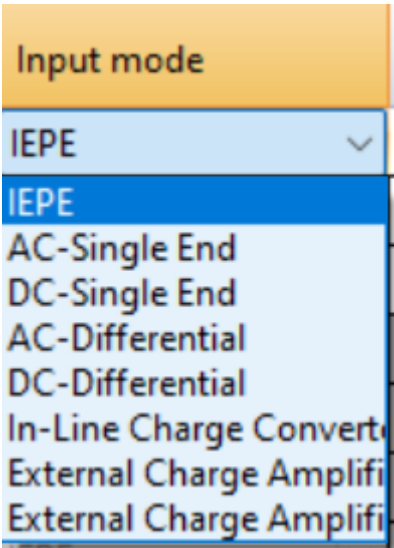 Input mode
IEPE
IEPE
AC-Single End
DC-Single End
AC-Differential
DC-Differential
In-Line Charge Converte
External Charge Amplifi
External Charge Amplifi